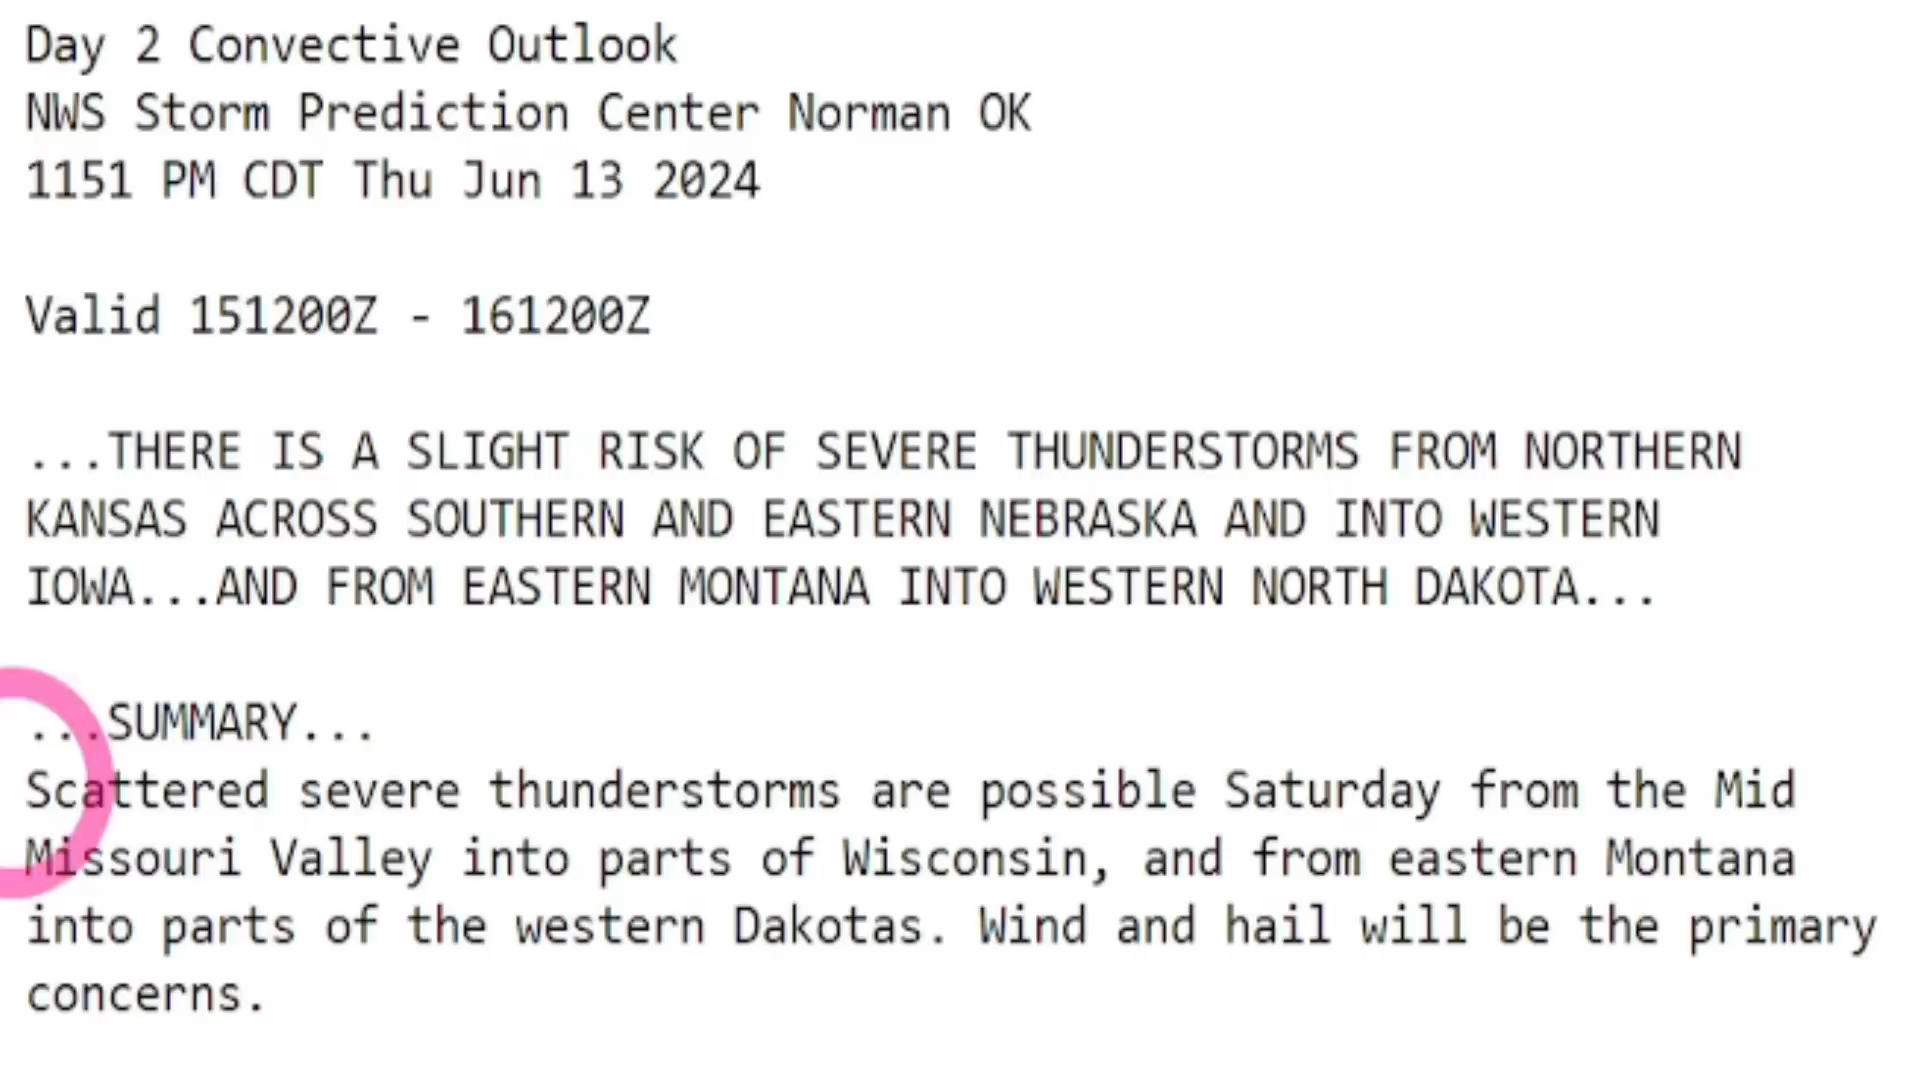 Day 2 Convective Outlook
NWS Storm Prediction Center Norman OK
1151 PM CDT Thu Jun 13 2024
Valid 151200Z - 161200Z
...THERE IS A SLIGHT RISK OF SEVERE THUNDERSTORMS FROM NORTHERN
KANSAS ACROSS SOUTHERN AND EASTERN NEBRASKA AND INTO WESTERN
IOWA...AND FROM EASTERN MONTANA INTO WESTERN NORTH DAKOTA...
...SUMMARY...
Scattered severe thunderstorms are possible Saturday from the Mid
Missouri Valley into parts of Wisconsin, and from eastern Montana
into parts of the western Dakotas. Wind and hail will be the primary
concerns.